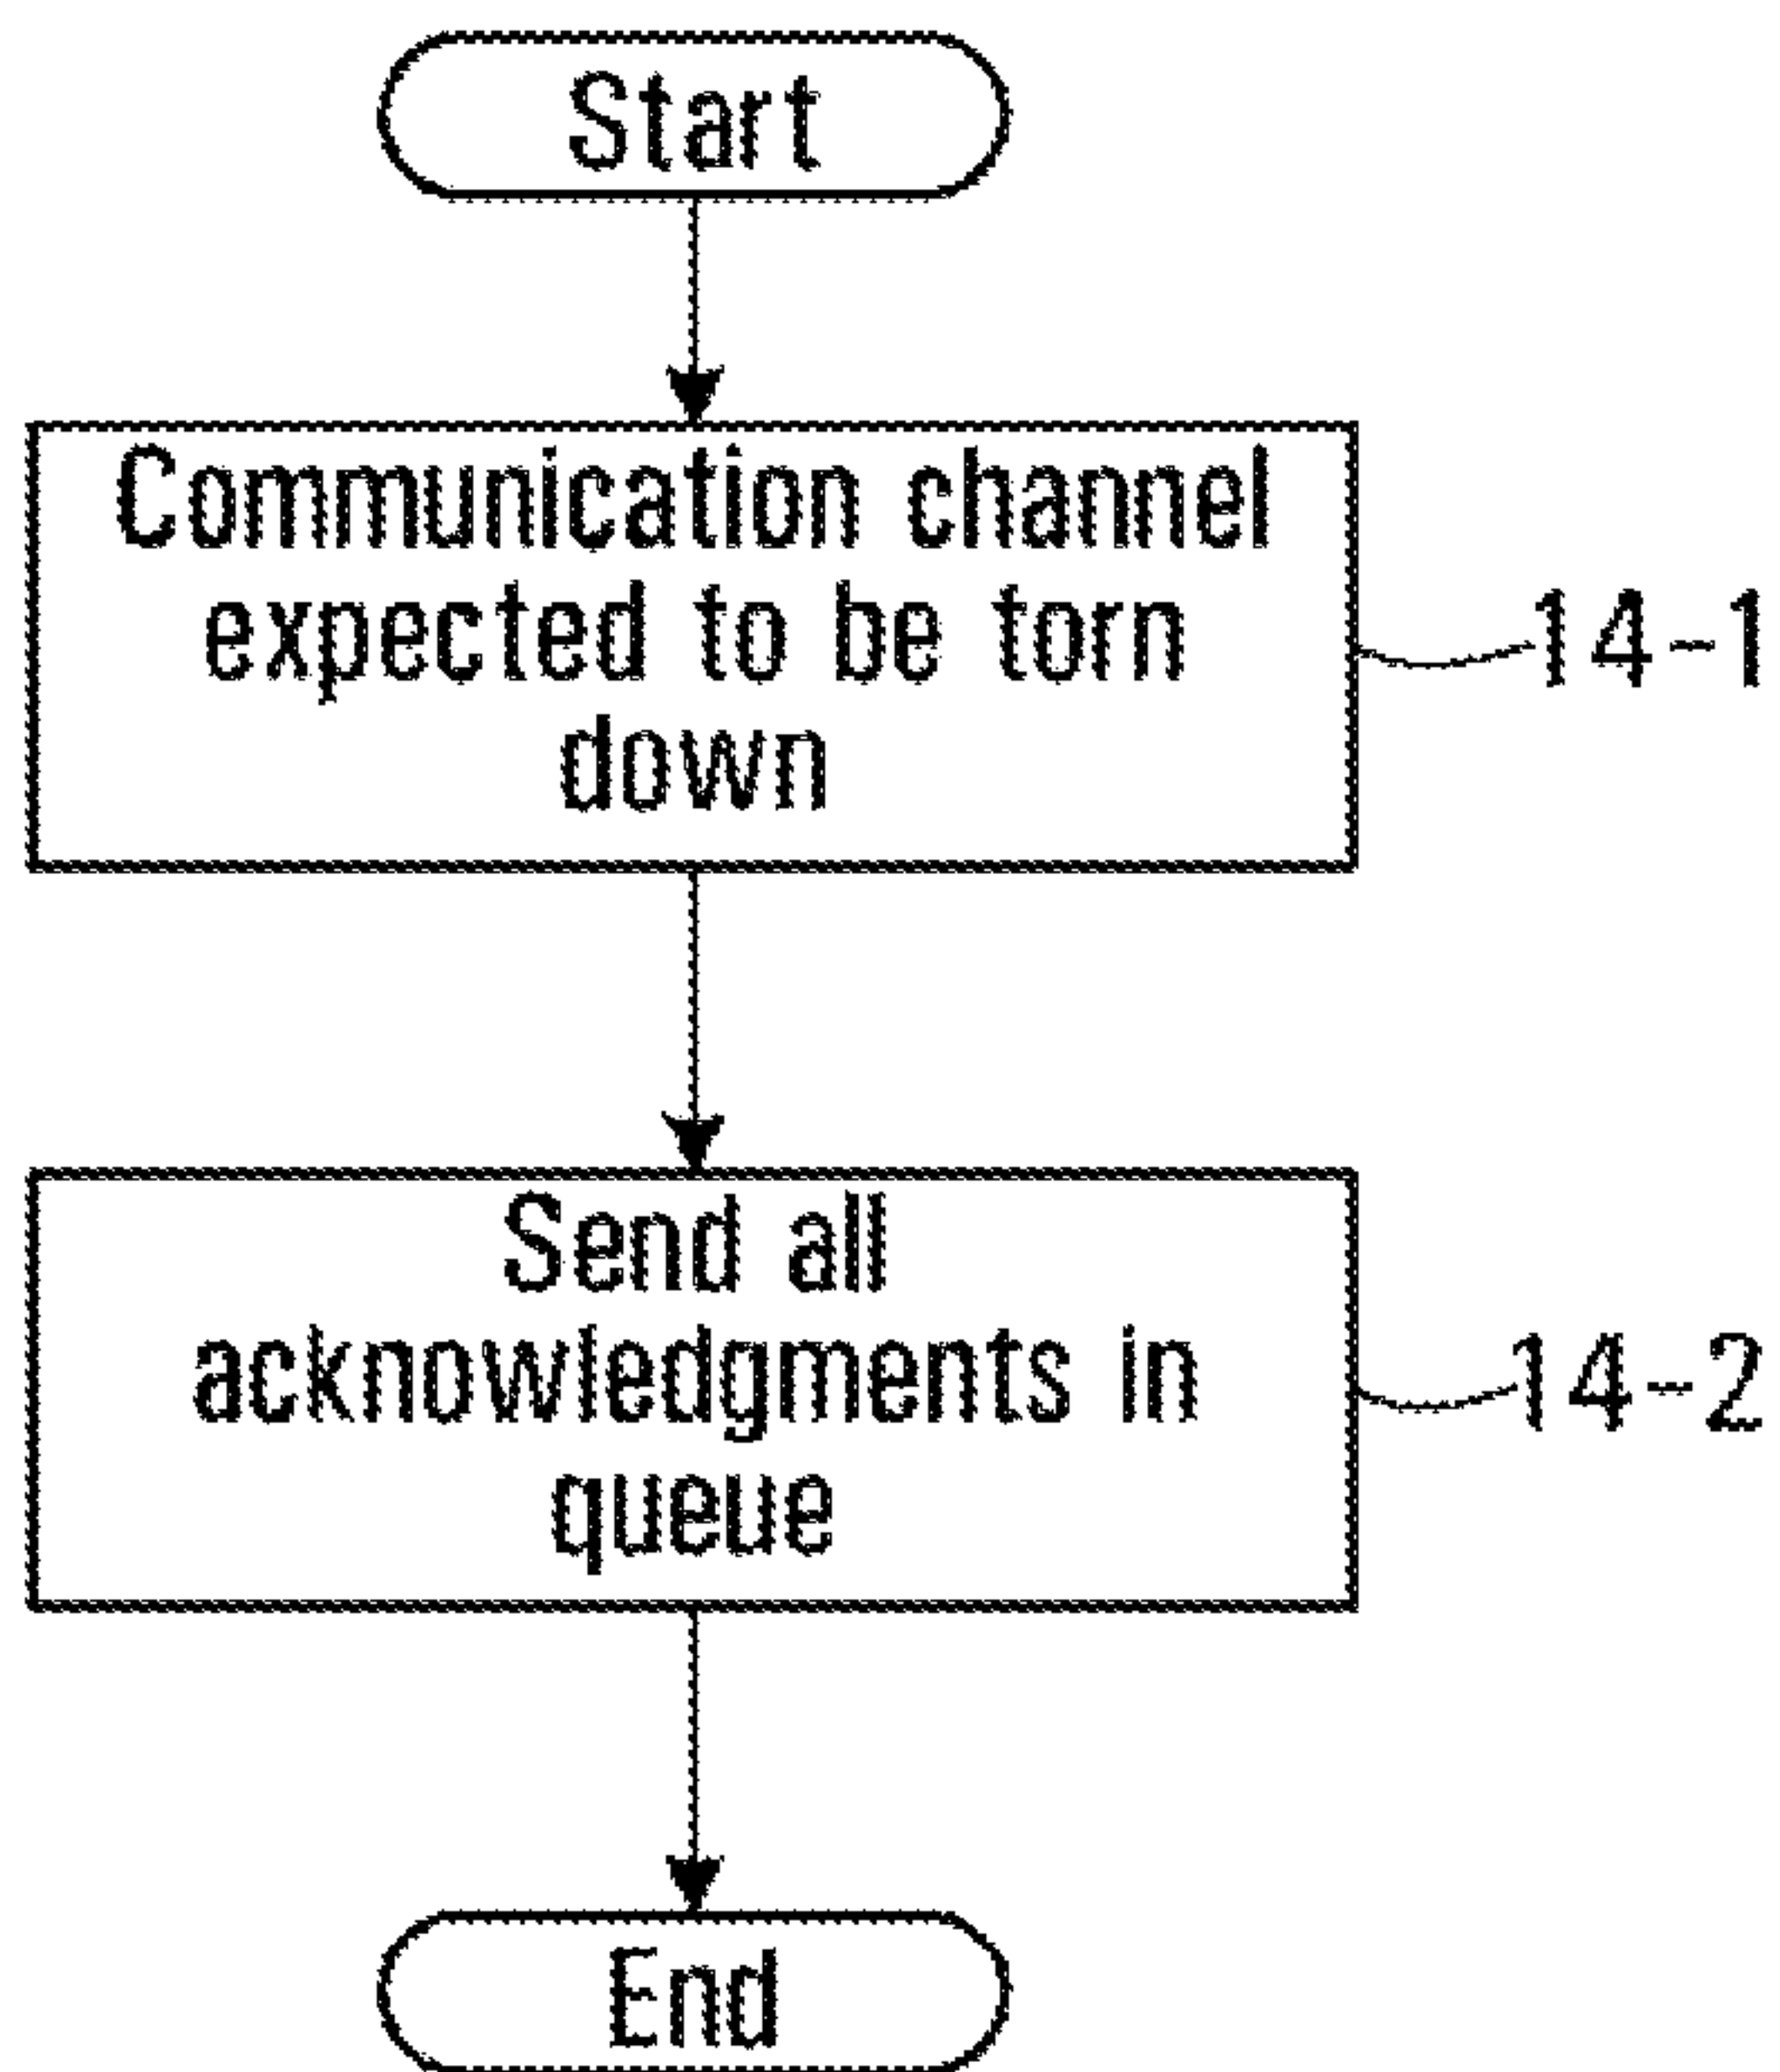 Start
Communication channel
expected to be torn
down
14-1
Send all
acknowledgments in
queue
14-2
End